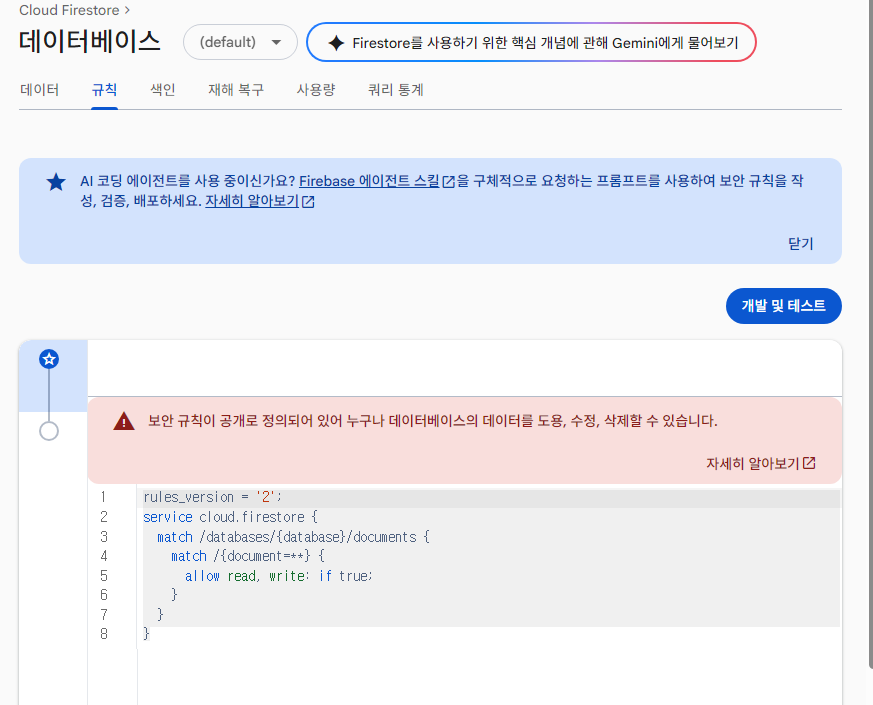 Cloud Firestore
데이터베이스
(default)
Firestore를 사용하기 위한 핵심 개념에 관해 Gemini에게 물어보기
데이터 규칙 색인 재해 복구 사용량 쿼리 통계
AI 코딩 에이전트를 사용 중이신가요? Firebase 에이전트 스킬을 구체적으로 요청하는 프롬프트를 사용하여 보안 규칙을 작
성, 검증, 배포하세요. 자세히 알아보기
닫기
개발 및 테스트
보안 규칙이 공개로 정의되어 있어 누구나 데이터베이스의 데이터를 도용, 수정, 삭제할 수 있습니다.
자세히 알아보기
1 rules_version = '2';
2 service cloud.firestore {
3   match /databases/{database}/documents {
4     match /{document=**} {
5       allow read, write: if true;
6     }
7   }
8 }